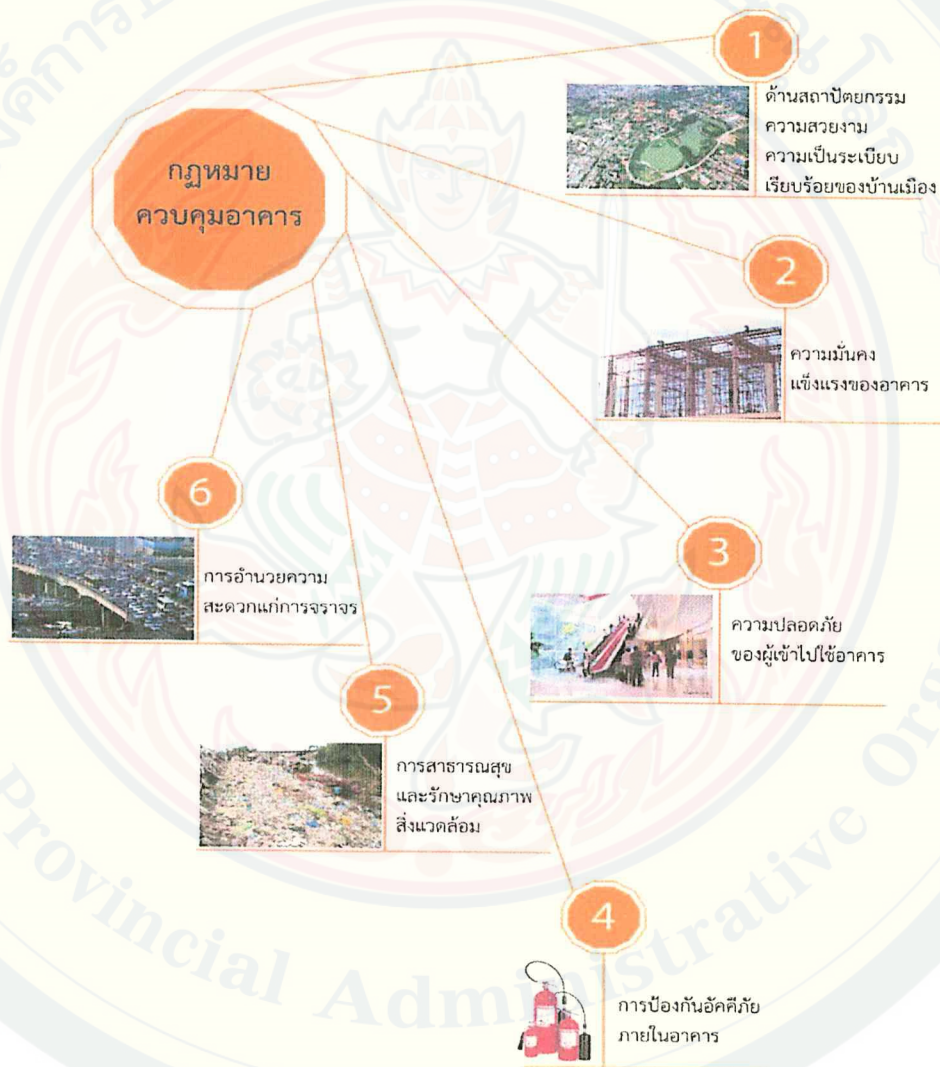 กฎหมาย
ควบคุมอาคาร
1
ด้านสถาปัตยกรรม
ความสวยงาม
ความเป็นระเบียบ
เรียบร้อยของบ้านเมือง
2
ความมั่นคง
แข็งแรงของอาคาร
3
ความปลอดภัย
ของผู้เข้าไปใช้อาคาร
4
การป้องกันอัคคีภัย
ภายในอาคาร
5
การสาธารณสุข
และรักษาคุณภาพ
สิ่งแวดล้อม
6
การอำนวยความ
สะดวกแก่การจราจร
Provincial Administrative